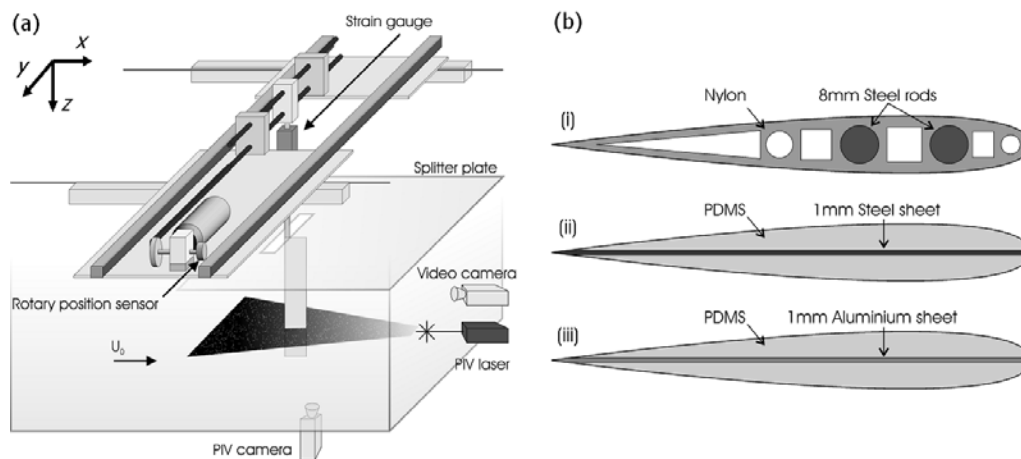 (a)
Strain gauge
x
y
z
Splitter plate
Video camera
Rotary position sensor
U₀
PIV laser
PIV camera
(b)
Nylon
8mm Steel rods
(i)
PDMS
1mm Steel sheet
(ii)
PDMS
1mm Aluminium sheet
(iii)